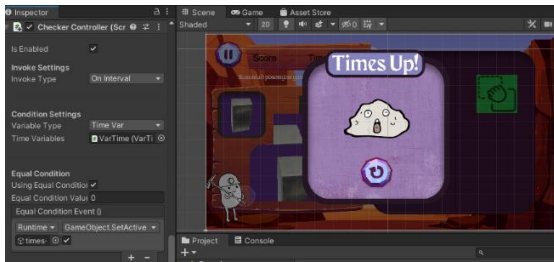 Inspector
Checker Controller (Scr
Is Enabled
Invoke Settings
Invoke Type On Interval
Condition Settings
Variable Type Time Var
Time Variables VarTime (VarTi
Equal Condition
Using Equal Conditio
Equal Condition Valu 0
Equal Condition Event ()
Runtime GameObject.SetActive
times-
+ -
Scene Game Asset Store
Shaded 2D 0
Score
Times Up!
Project Console
+